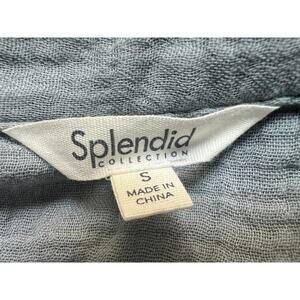 Splendid
COLLECTION
S
MADE IN
CHINA